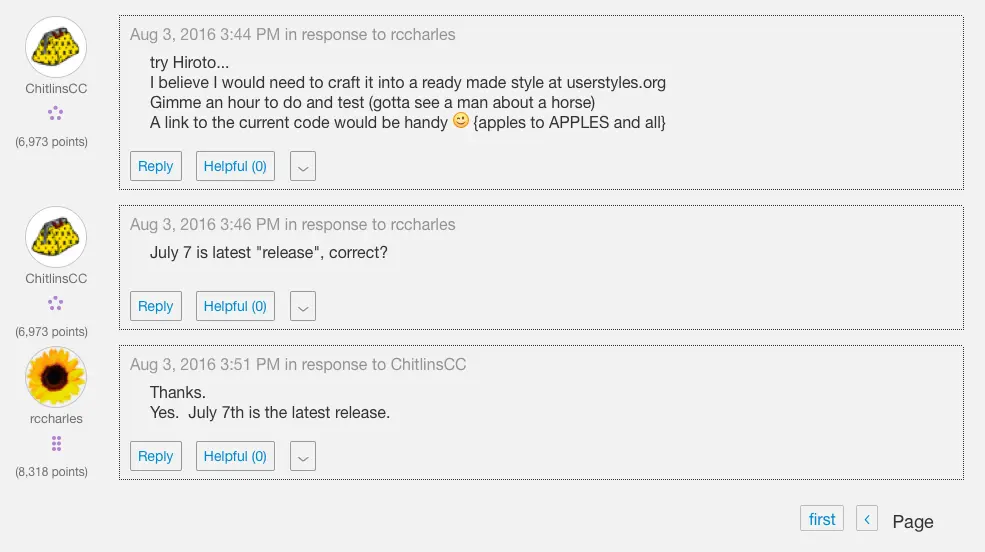 Aug 3, 2016 3:44 PM in response to rccharles
try Hiroto...
I believe I would need to craft it into a ready made style at userstyles.org
Gimme an hour to do and test (gotta see a man about a horse)
A link to the current code would be handy 😀 {apples to APPLES and all}
ChitlinsCC
(6,973 points)
Reply Helpful (0)
Aug 3, 2016 3:46 PM in response to rccharles
July 7 is latest "release", correct?
ChitlinsCC
(6,973 points)
Reply Helpful (0)
Aug 3, 2016 3:51 PM in response to ChitlinsCC
Thanks.
Yes.  July 7th is the latest release.
rccharles
(8,318 points)
Reply Helpful (0)
first ‹ Page